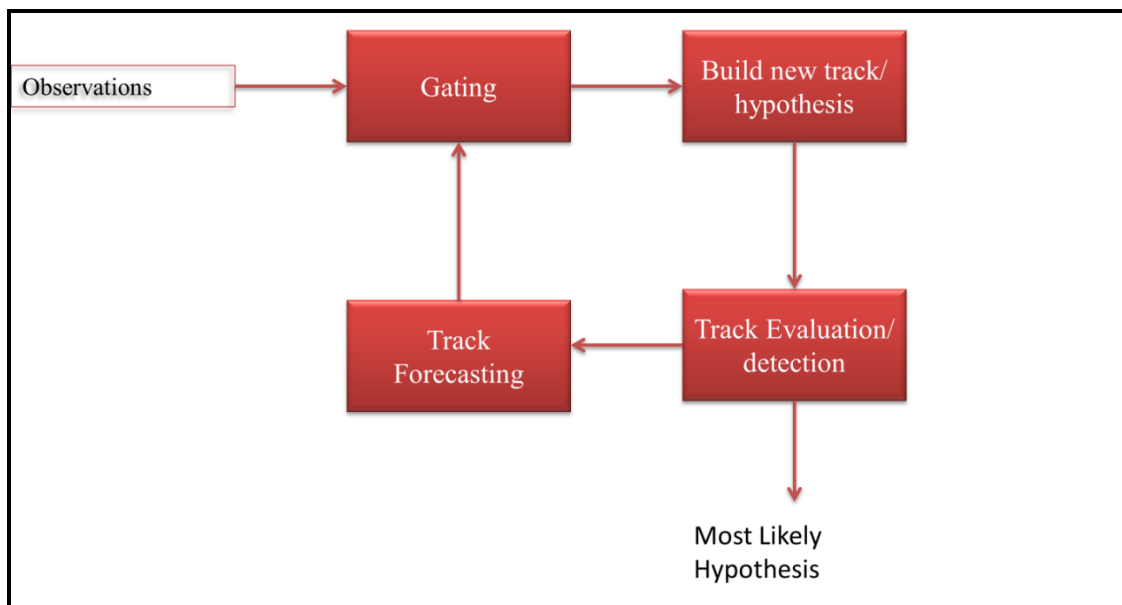 Observations
Gating
Build new track/
hypothesis
Track
Forecasting
Track Evaluation/
detection
Most Likely
Hypothesis